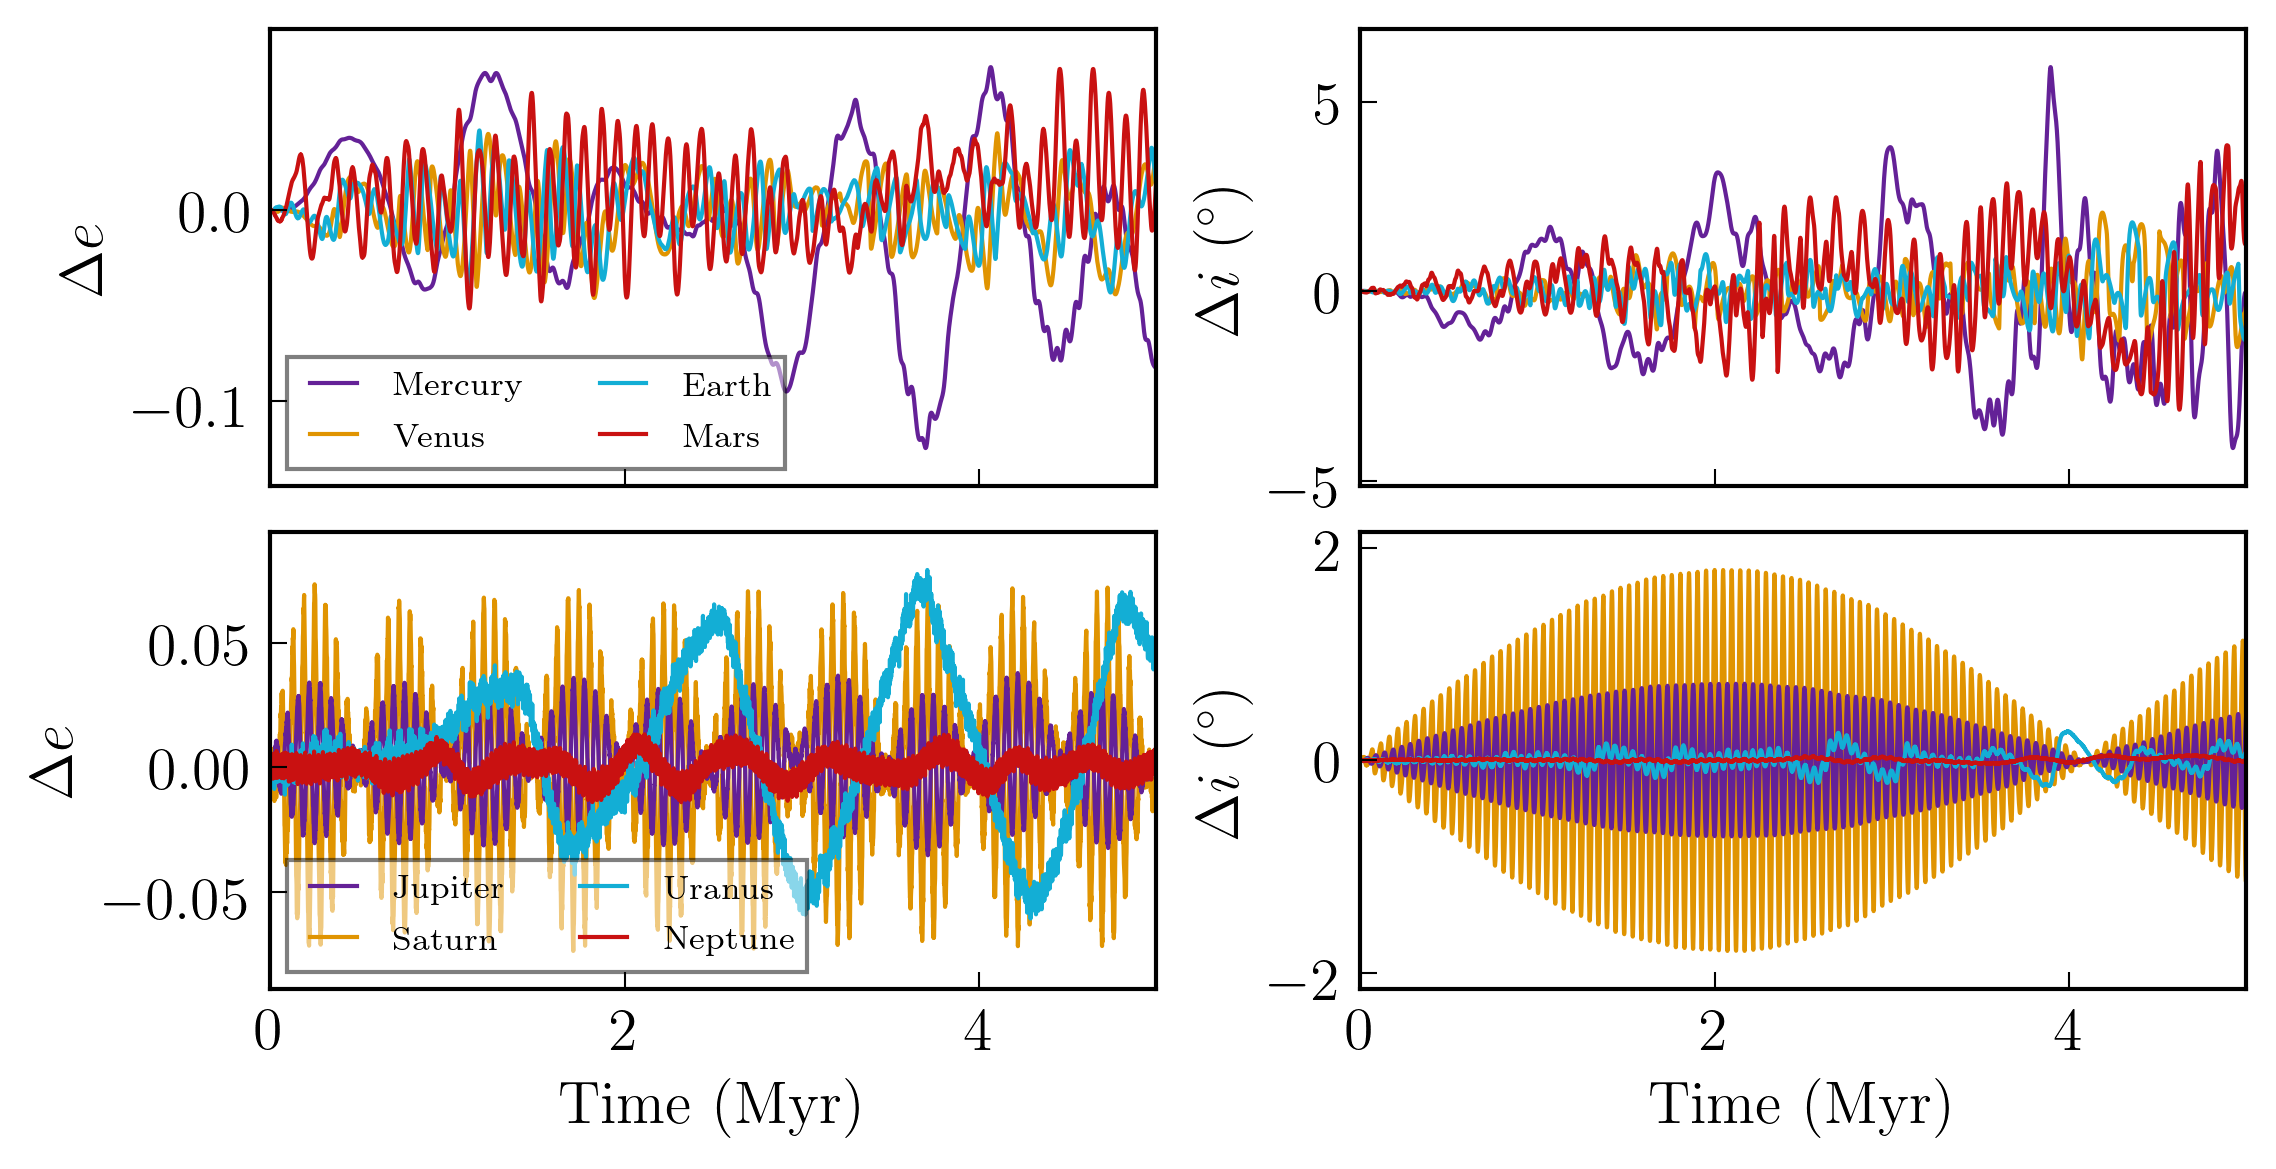 0.0
−0.1
Δe
Mercury
Venus
Earth
Mars
5
0
−5
Δi (°)
0.05
0.00
−0.05
Δe
Jupiter
Saturn
Uranus
Neptune
0
2
4
Time (Myr)
2
0
−2
Δi (°)
0
2
4
Time (Myr)